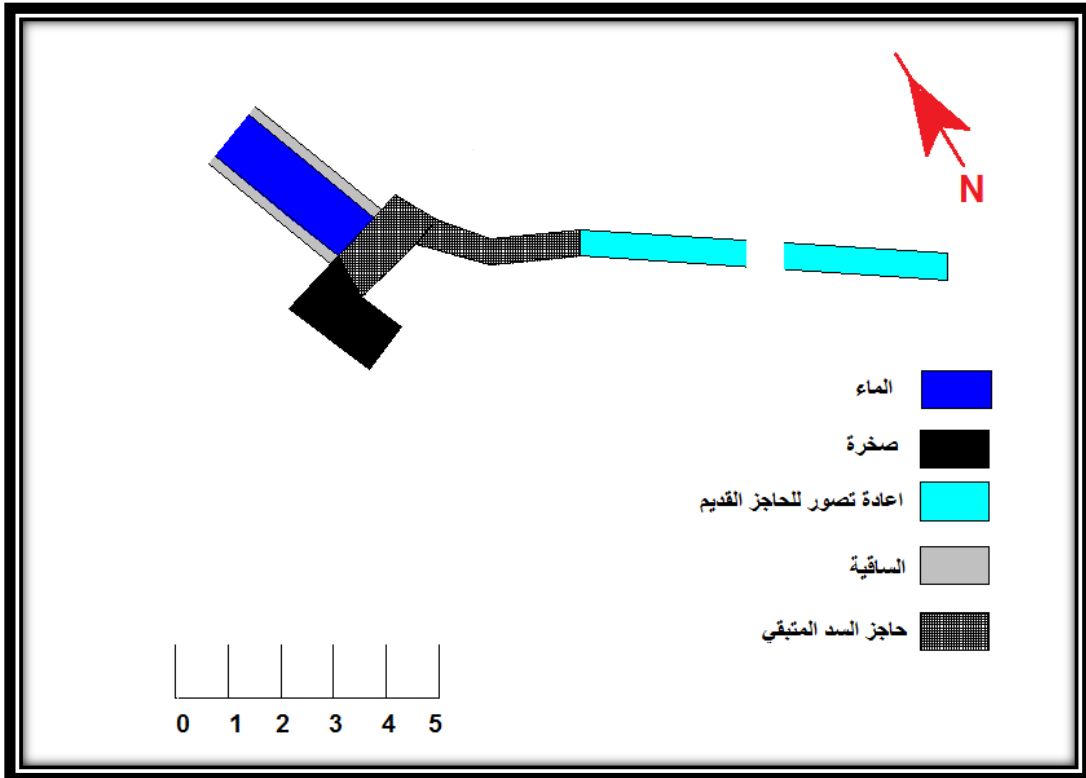 N
الماء
صخرة
اعادة تصور للحاجز القديم
الساقية
حاجز السد المتبقي
0 1 2 3 4 5